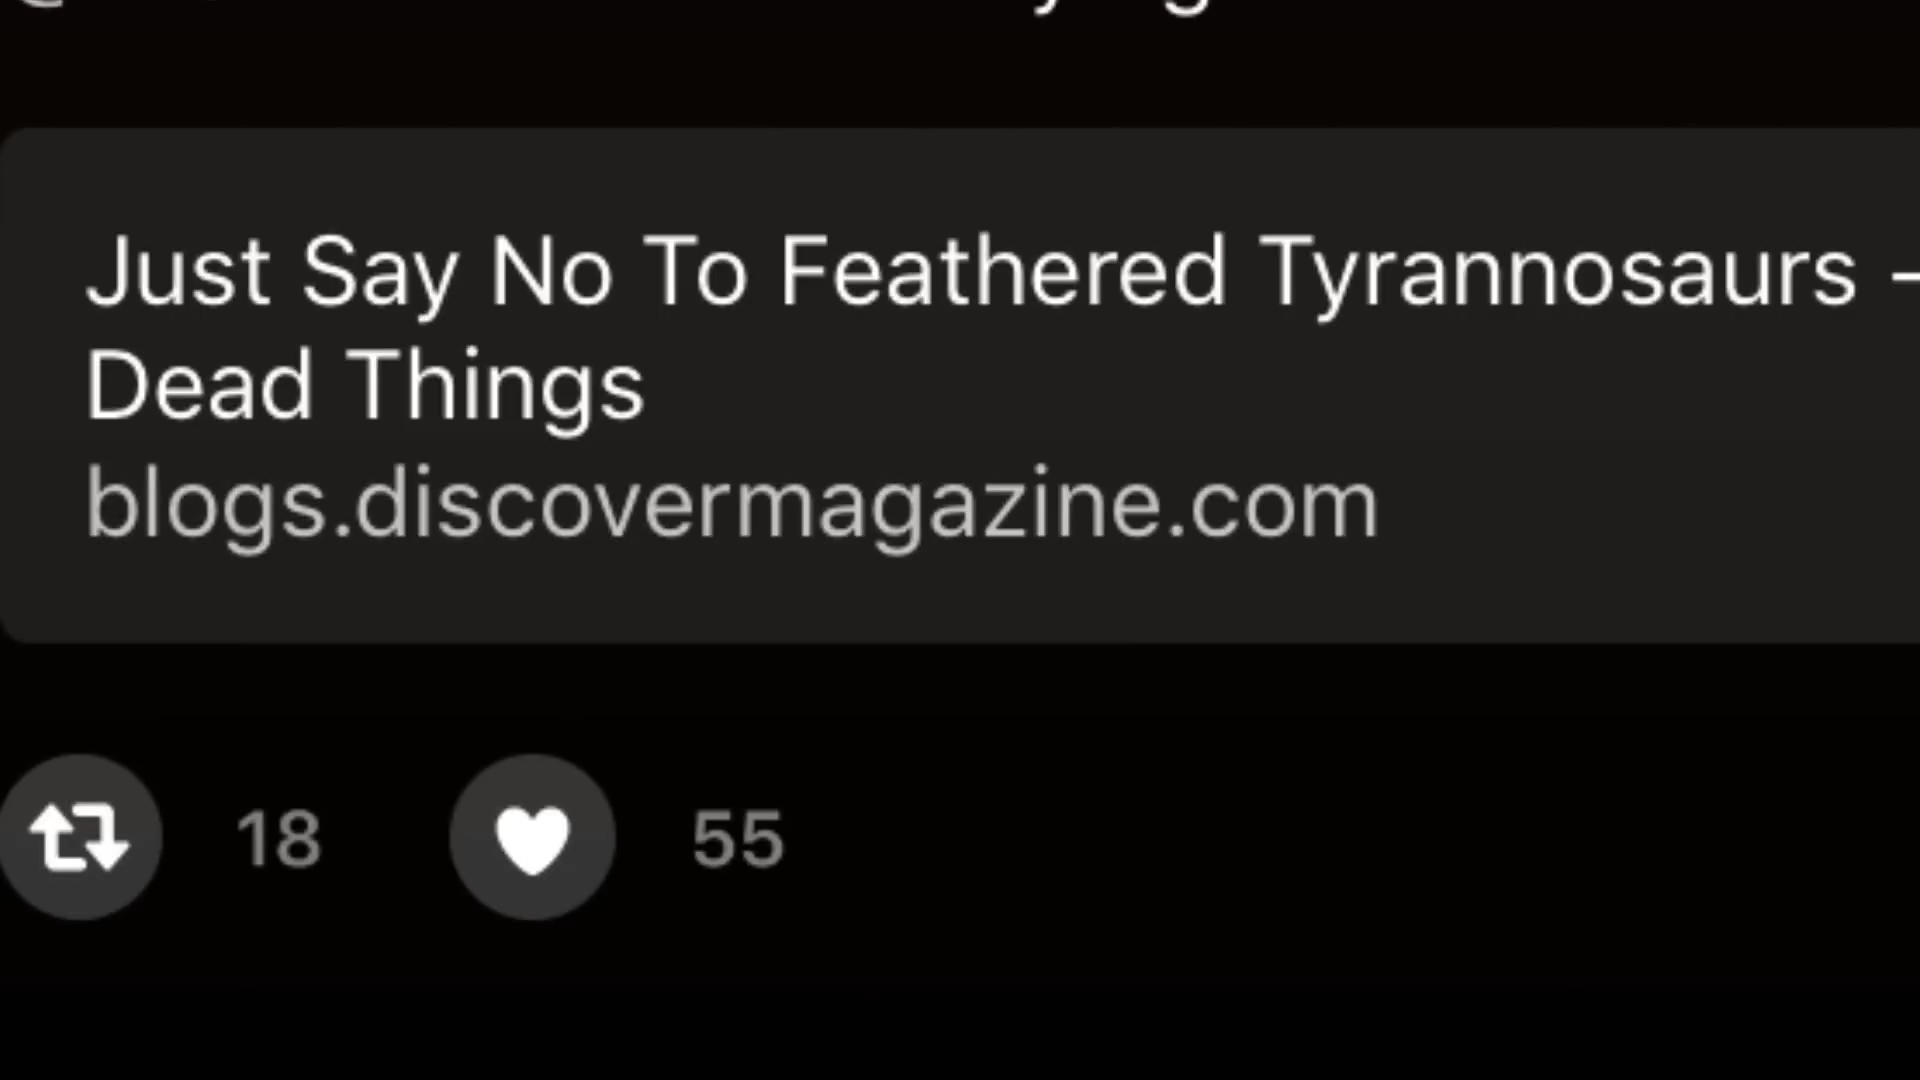 Just Say No To Feathered Tyrannosaurs -
Dead Things
blogs.discovermagazine.com
18 55